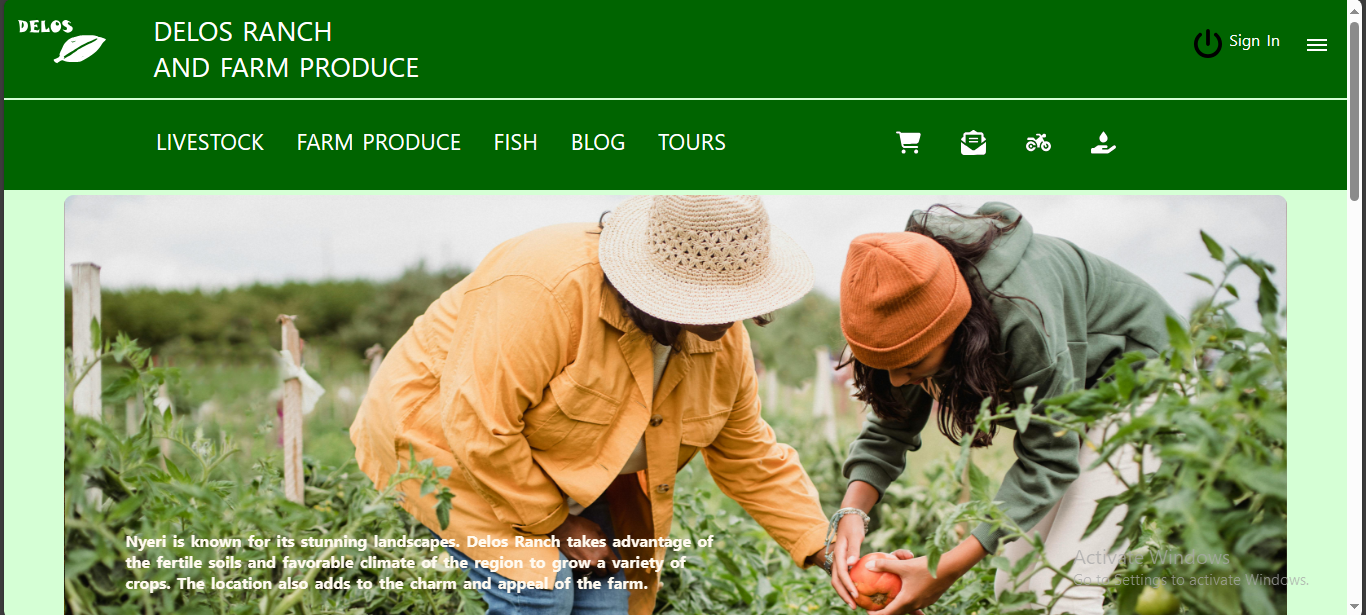 DELOS
DELOS RANCH
AND FARM PRODUCE
Sign In
LIVESTOCK FARM PRODUCE FISH BLOG TOURS
Nyeri is known for its stunning landscapes. Delos Ranch takes advantage of
the fertile soils and favorable climate of the region to grow a variety of
crops. The location also adds to the charm and appeal of the farm.
Activate Windows
Go to Settings to activate Windows.